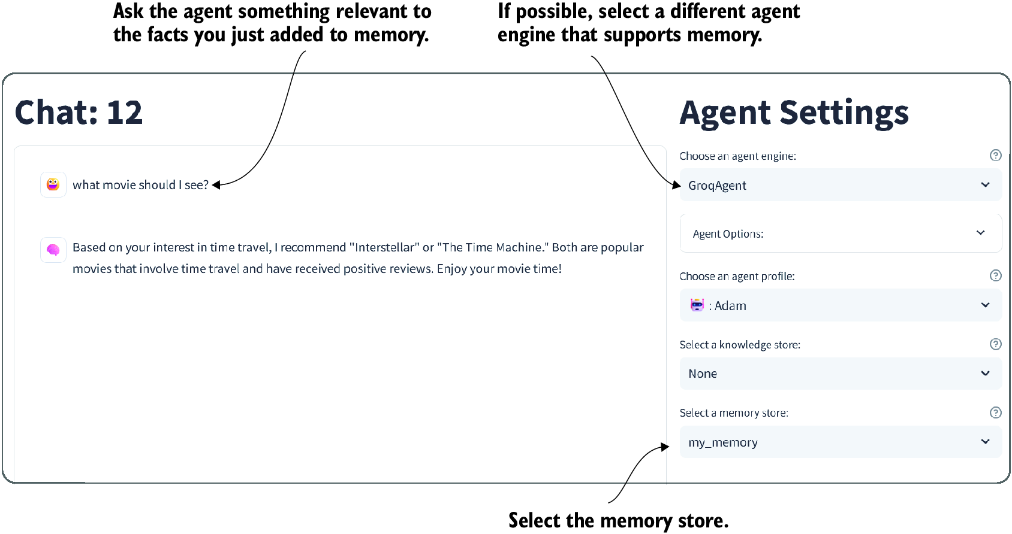 Ask the agent something relevant to
the facts you just added to memory.
If possible, select a different agent
engine that supports memory.
Chat: 12
what movie should I see?
Based on your interest in time travel, I recommend "Interstellar" or "The Time Machine." Both are popular
movies that involve time travel and have received positive reviews. Enjoy your movie time!
Agent Settings
Choose an agent engine:
GroqAgent
Agent Options:
Choose an agent profile:
: Adam
Select a knowledge store:
None
Select a memory store:
my_memory
Select the memory store.